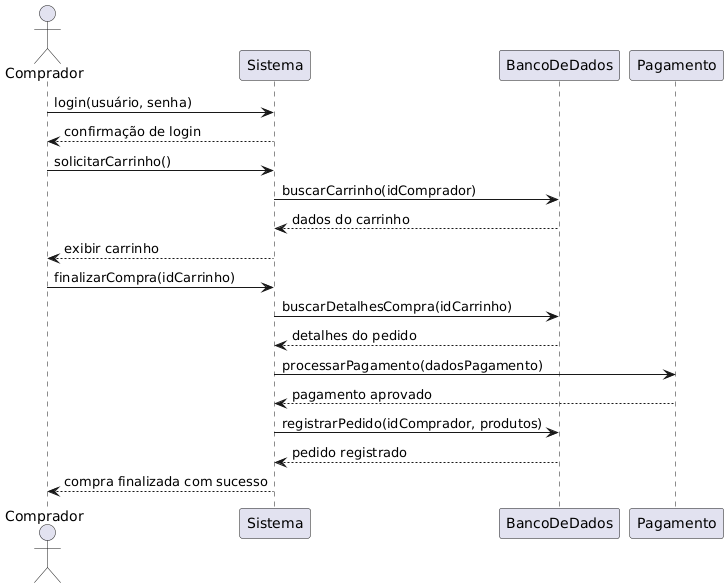 Comprador
Sistema
BancoDeDados
Pagamento
login(usuário, senha)
confirmação de login
solicitarCarrinho()
buscarCarrinho(idComprador)
dados do carrinho
exibir carrinho
finalizarCompra(idCarrinho)
buscarDetalhesCompra(idCarrinho)
detalhes do pedido
processarPagamento(dadosPagamento)
pagamento aprovado
registrarPedido(idComprador, produtos)
pedido registrado
compra finalizada com sucesso
Comprador
Sistema
BancoDeDados
Pagamento